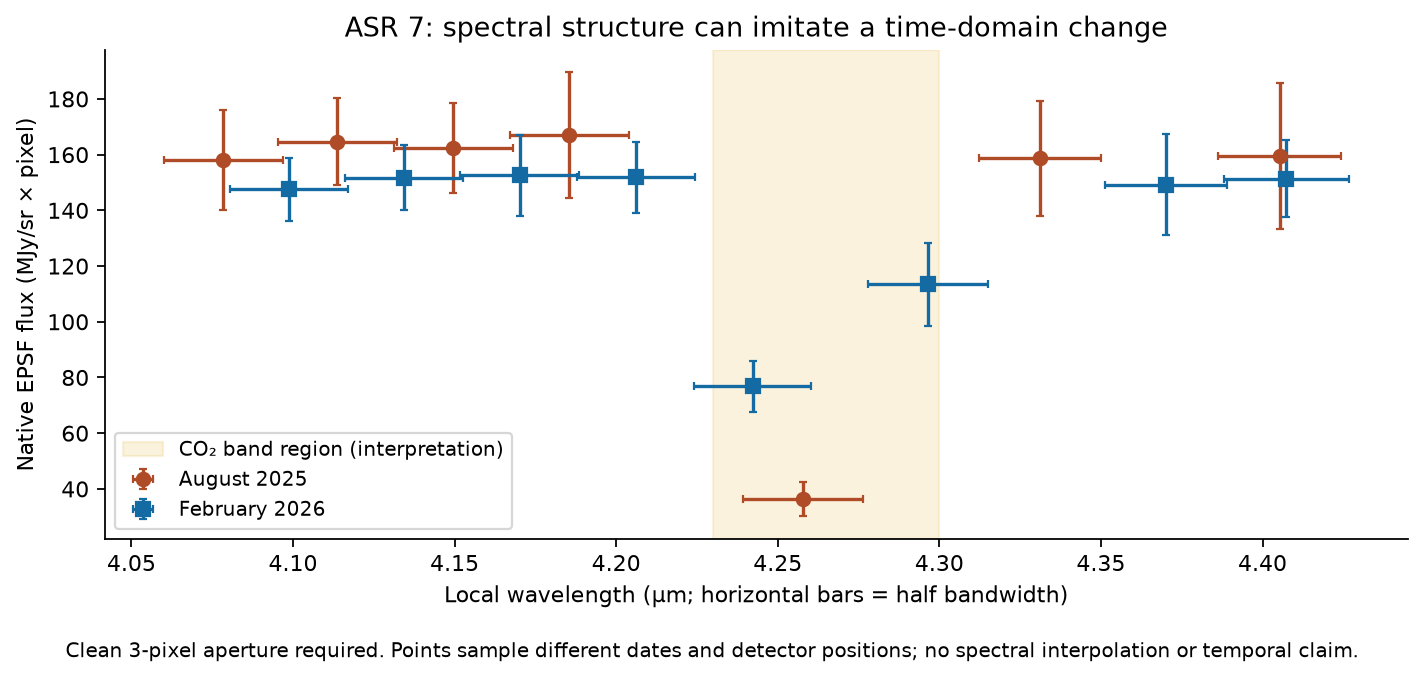 ASR 7: spectral structure can imitate a time-domain change
Native EPSF flux (MJy/sr × pixel)
180
160
140
120
100
80
60
40
CO₂ band region (interpretation)
August 2025
February 2026
4.05 4.10 4.15 4.20 4.25 4.30 4.35 4.40
Local wavelength (μm; horizontal bars = half bandwidth)
Clean 3-pixel aperture required. Points sample different dates and detector positions; no spectral interpolation or temporal claim.